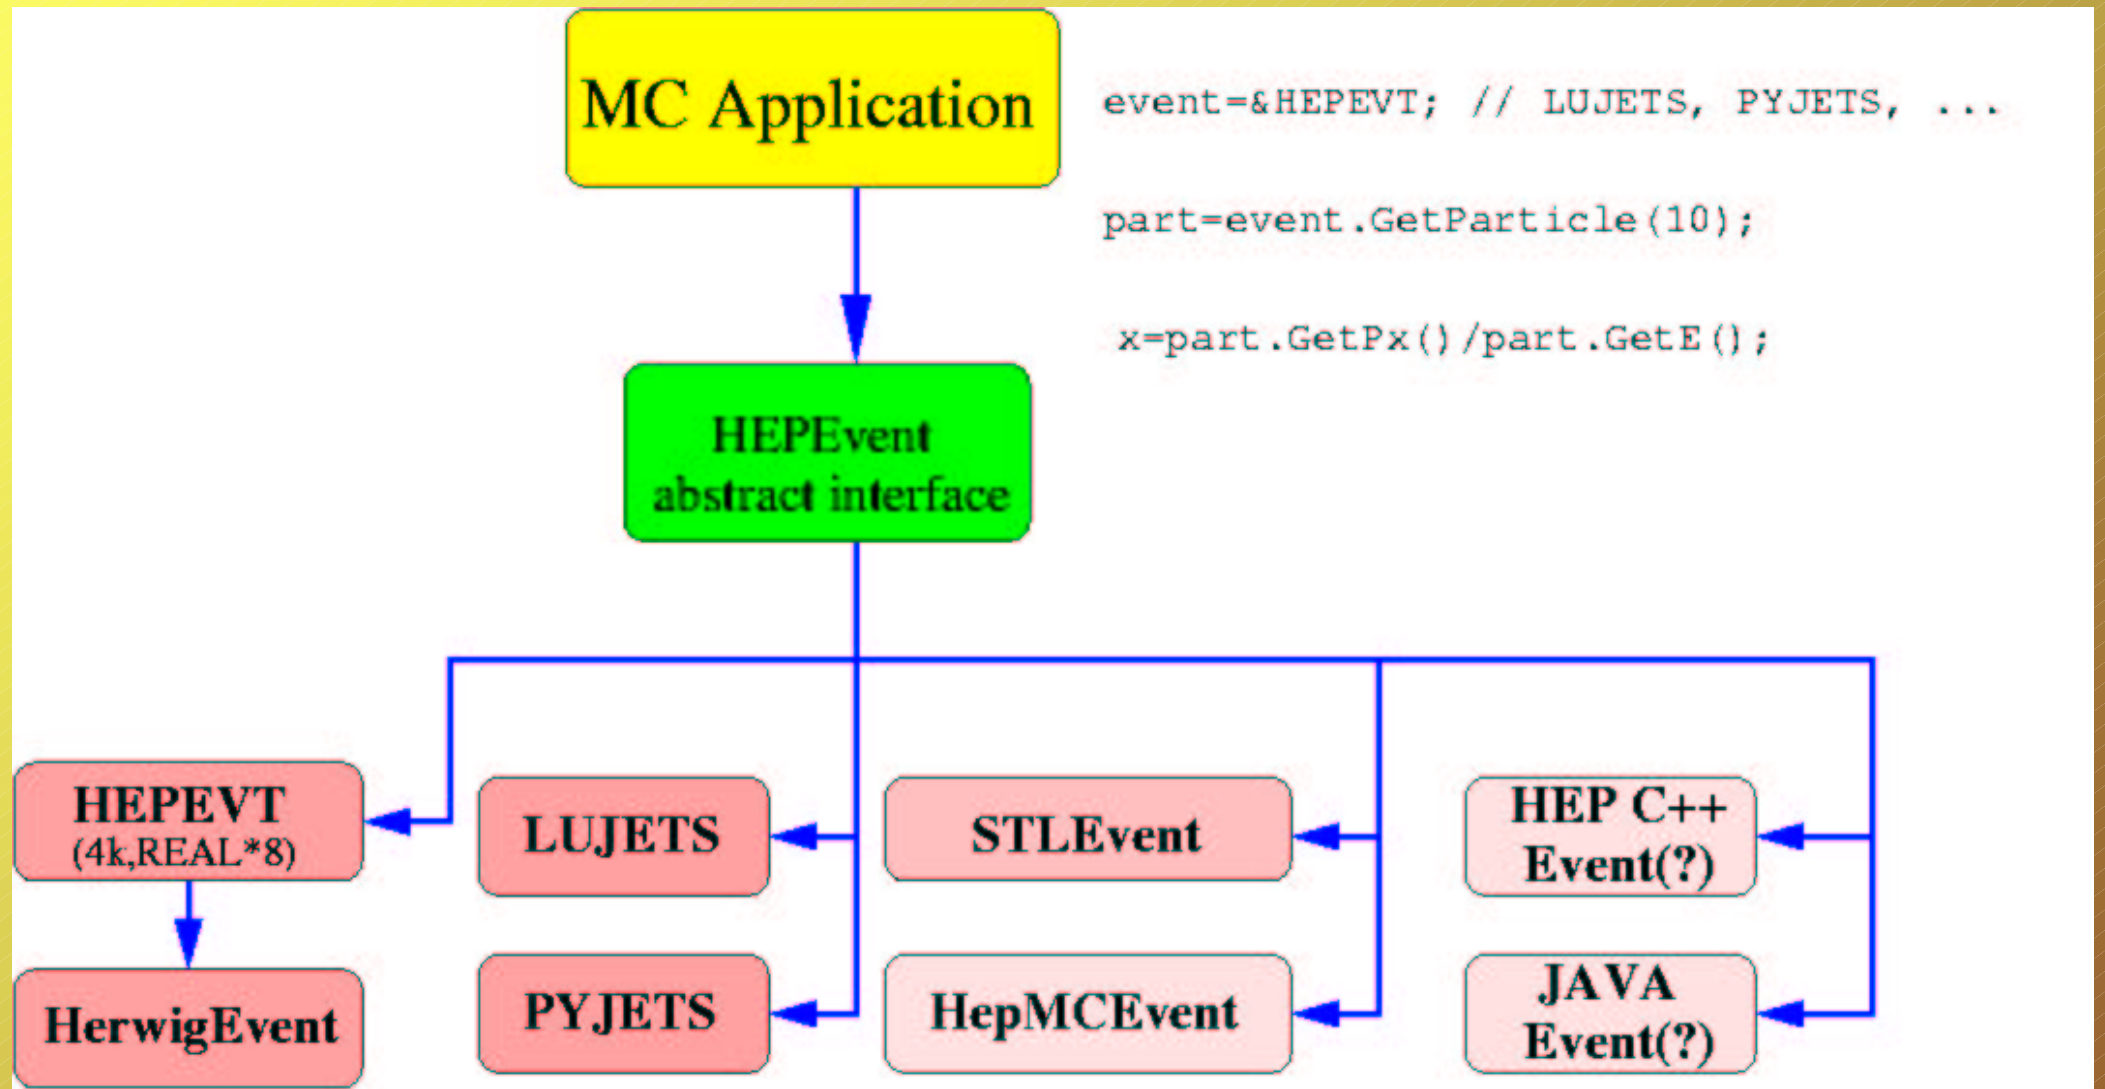 MC Application
event=&HEPEVT; // LUJETS, PYJETS, ...
part=event.GetParticle(10);
x=part.GetPx()/part.GetE();
HEPEvent
abstract interface
HEPEVT
(4k,REAL*8)
LUJETS
STLEvent
HEP C++
Event(?)
HerwigEvent
PYJETS
HepMCEvent
JAVA
Event(?)